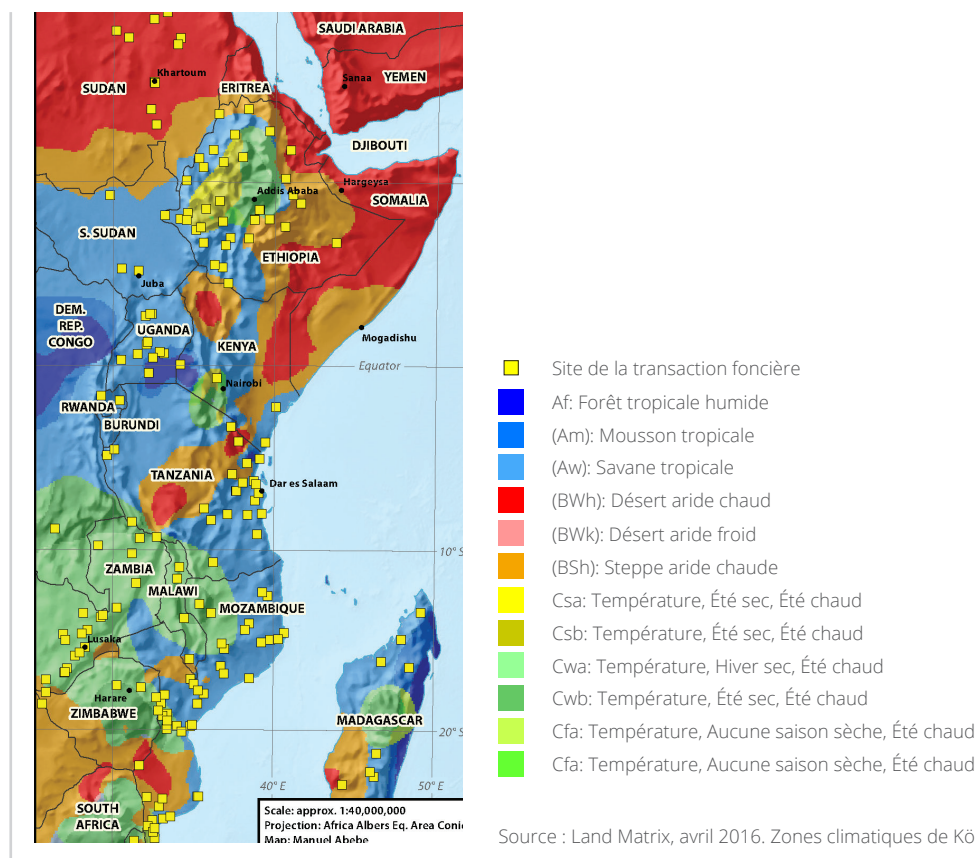 SAUDI ARABIA
Khartoum
Sanaa
YEMEN
SUDAN
ERITREA
DJIBOUTI
Addis Ababa
Hargeysa
SOMALIA
S. SUDAN
ETHIOPIA
Juba
DEM.
REP.
CONGO
UGANDA
KENYA
Mogadishu
Equator
Nairobi
RWANDA
BURUNDI
TANZANIA
Dar es Salaam
10° S
ZAMBIA
MALAWI
MOZAMBIQUE
Lusaka
Harare
ZIMBABWE
MADAGASCAR
20° S
40° E
50° E
SOUTH
AFRICA
Scale: approx. 1:40,000,000
Projection: Africa Albers Eq. Area Conic
Map: Manuel Abebe
Site de la transaction foncière
Af: Forêt tropicale humide
(Am): Mousson tropicale
(Aw): Savane tropicale
(BWh): Désert aride chaud
(BWk): Désert aride froid
(BSh): Steppe aride chaude
Csa: Température, Été sec, Été chaud
Csb: Température, Été sec, Été chaud
Cwa: Température, Hiver sec, Été chaud
Cwb: Température, Été sec, Été chaud
Cfa: Température, Aucune saison sèche, Été chaud
Cfa: Température, Aucune saison sèche, Été chaud
Source : Land Matrix, avril 2016. Zones climatiques de Kö